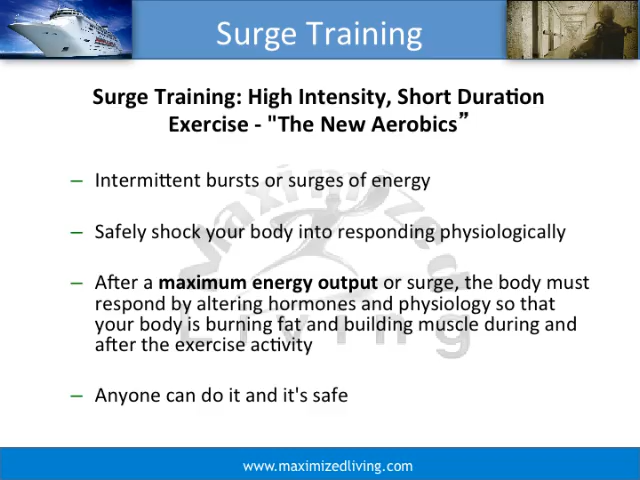 Surge Training
Surge Training: High Intensity, Short Duration
Exercise - "The New Aerobics”
– Intermittent bursts or surges of energy
– Safely shock your body into responding physiologically
– After a maximum energy output or surge, the body must
respond by altering hormones and physiology so that
your body is burning fat and building muscle during and
after the exercise activity
– Anyone can do it and it's safe
Maximized
Living
www.maximizedliving.com